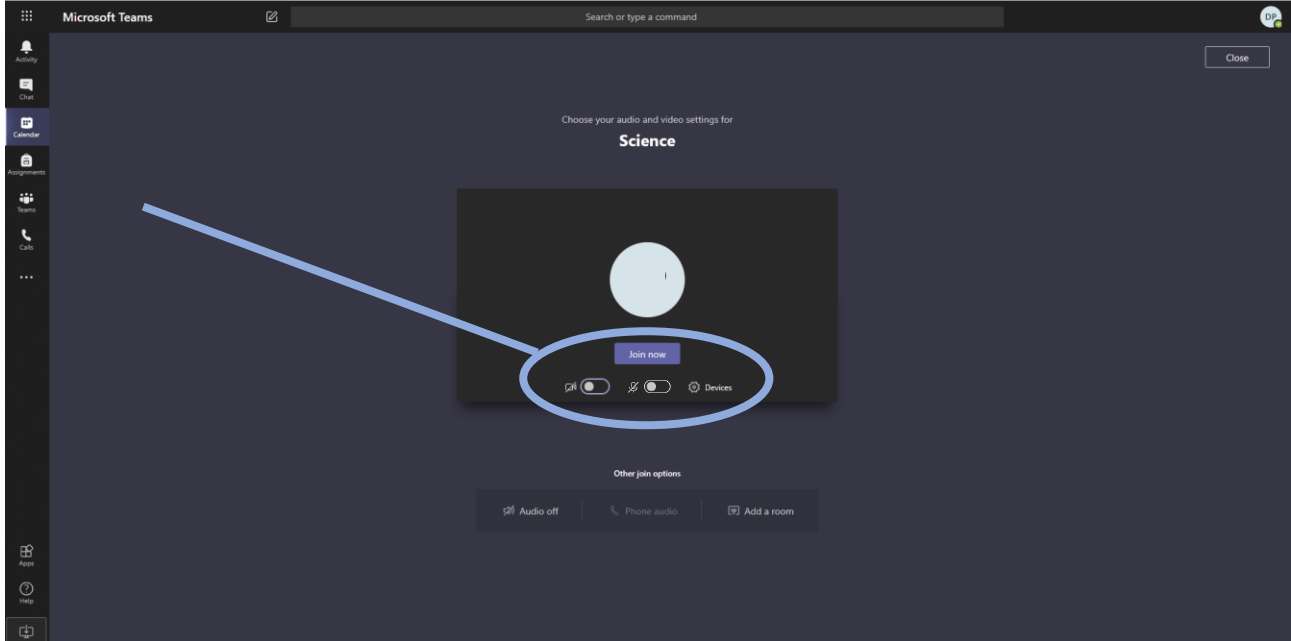 Microsoft Teams
Search or type a command
DP
Activity
Chat
Calendar
Assignments
Teams
Calls
Apps
Help
Close
Choose your audio and video settings for
Science
Join now
Devices
Other join options
Audio off
Phone audio
Add a room